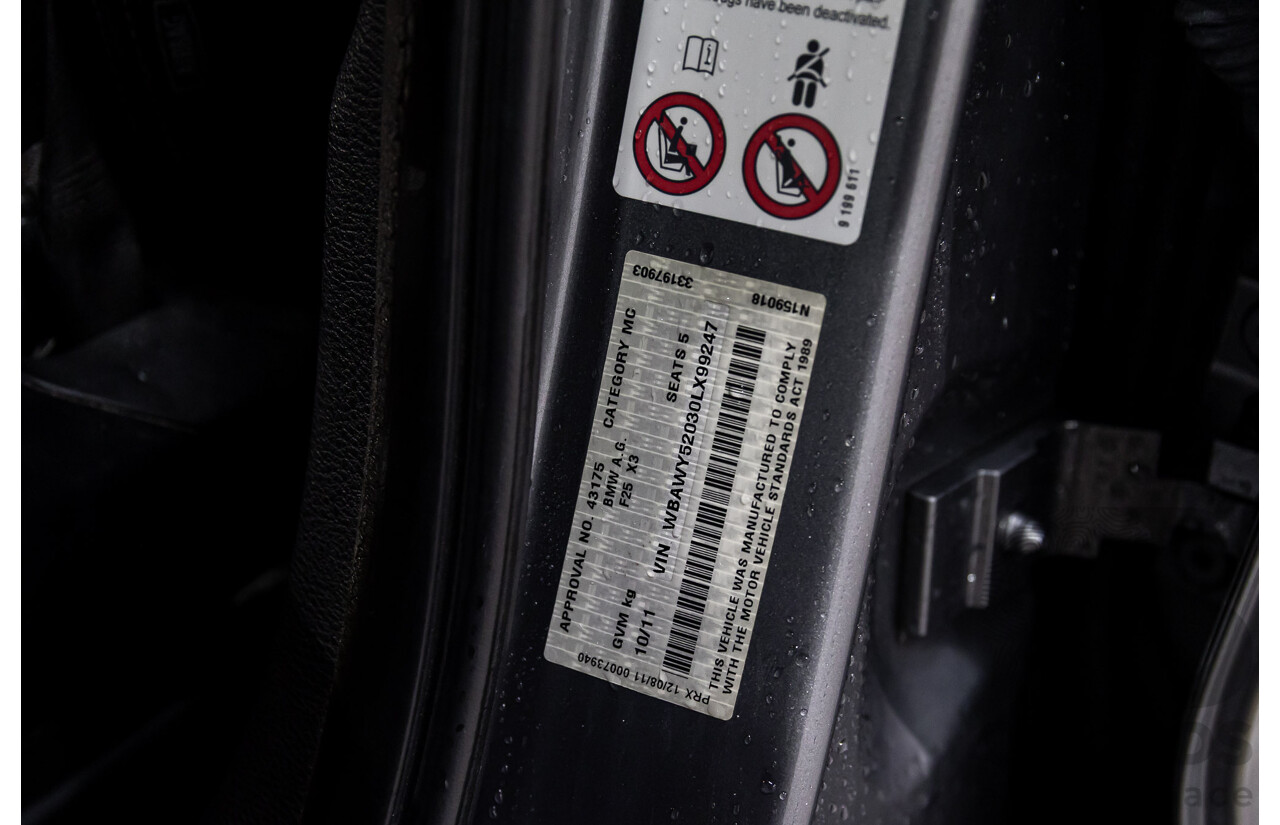 have been deactivated.
9 199 611
33197903
N159018
APPROVAL NO. 43175 CATEGORY MC
BMW A.G.
F25 X3
GVM kg SEATS 5
10/11
VIN WBAWY52030LX99247
THIS VEHICLE WAS MANUFACTURED TO COMPLY
WITH THE MOTOR VEHICLE STANDARDS ACT 1989
PRX 12/08/11 00073940